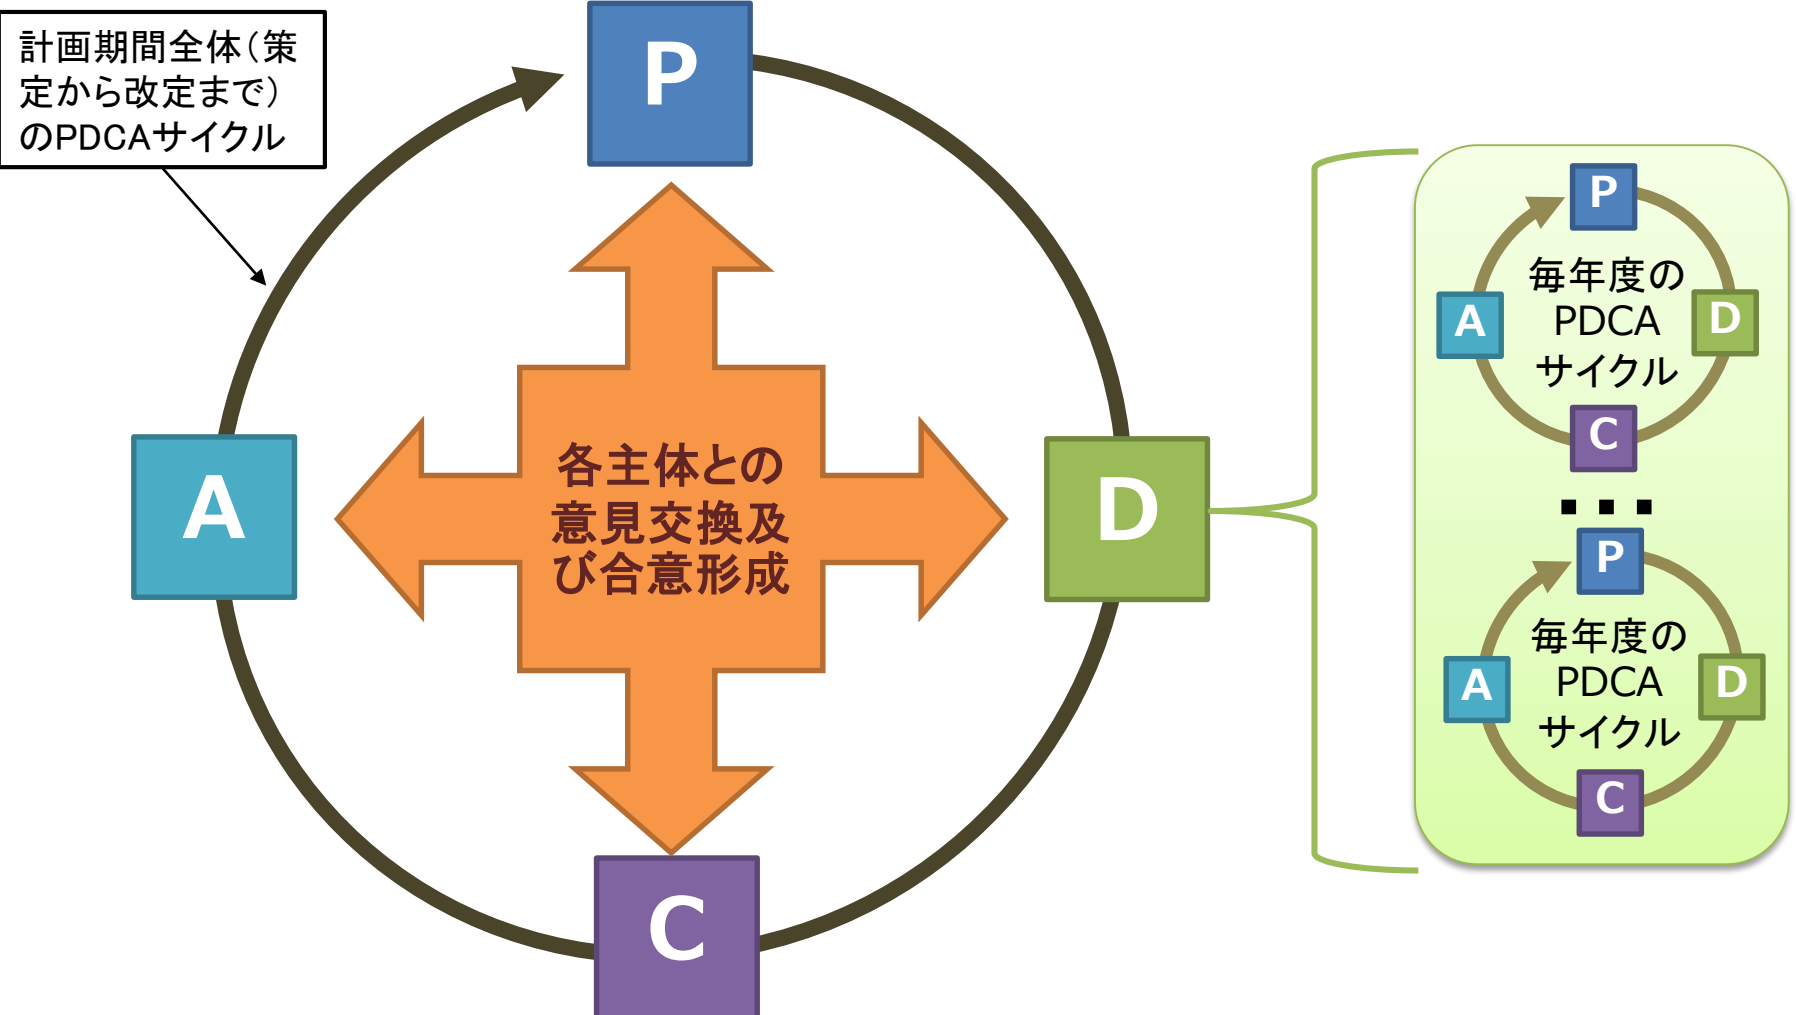 計画期間全体（策
定から改定まで）
のPDCAサイクル
P
A
D
C
各主体との
意見交換及
び合意形成
P
毎年度の
PDCA
サイクル
A
D
C
...
P
毎年度の
PDCA
サイクル
A
D
C